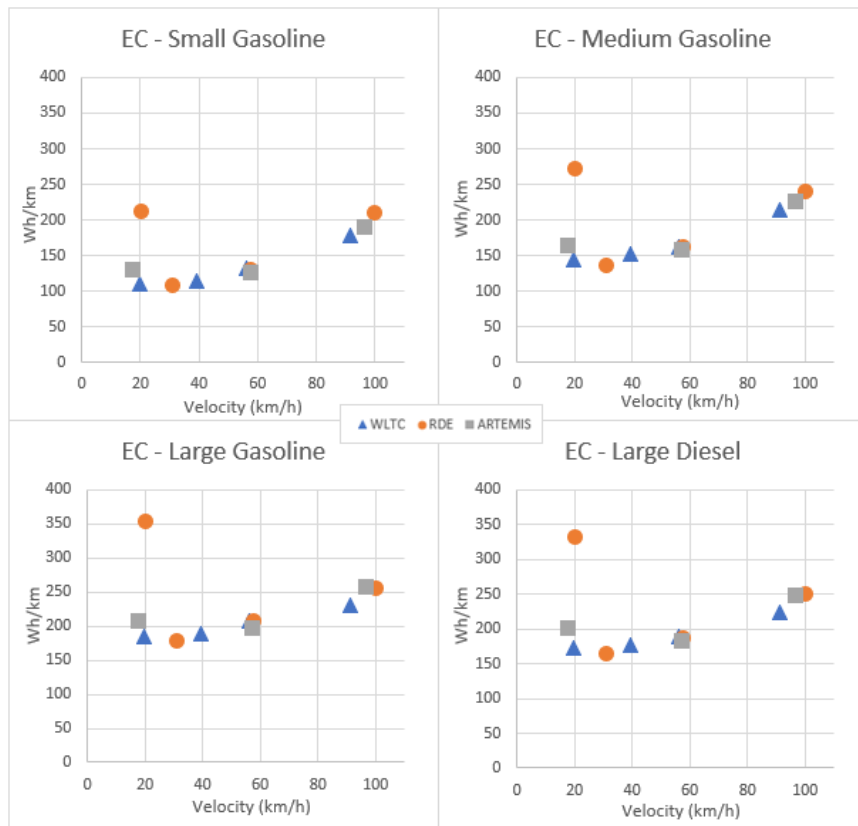 EC - Small Gasoline
400
350
300
250
200
150
100
50
0
Wh/km
0 20 40 60 80 100
Velocity (km/h)
EC - Medium Gasoline
400
350
300
250
200
150
100
50
0
Wh/km
0 20 40 60 80 100
Velocity (km/h)
WLTC RDE ARTEMIS
EC - Large Gasoline
400
350
300
250
200
150
100
50
0
Wh/km
0 20 40 60 80 100
Velocity (km/h)
EC - Large Diesel
400
350
300
250
200
150
100
50
0
Wh/km
0 20 40 60 80 100
Velocity (km/h)